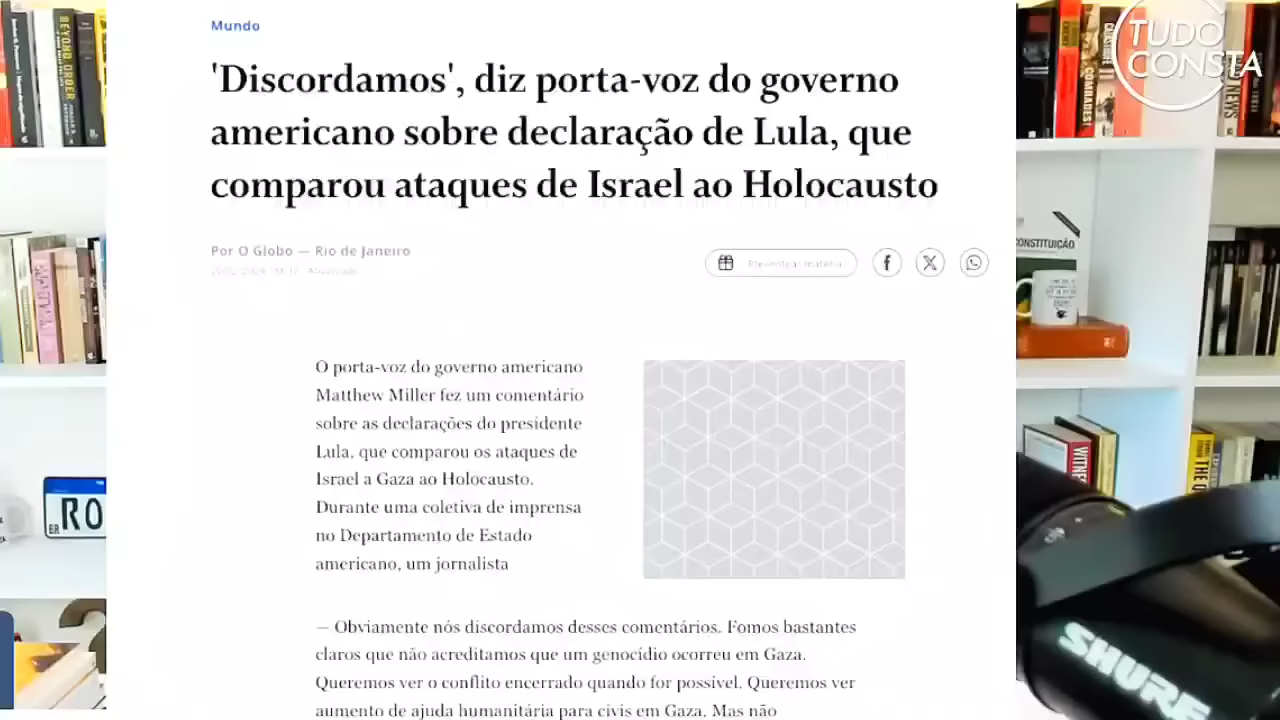 Mundo
'Discordamos', diz porta-voz do governo
americano sobre declaração de Lula, que
comparou ataques de Israel ao Holocausto
Por O Globo — Rio de Janeiro
Presentear matéria
O porta-voz do governo americano
Matthew Miller fez um comentário
sobre as declarações do presidente
Lula, que comparou os ataques de
Israel a Gaza ao Holocausto.
Durante uma coletiva de imprensa
no Departamento de Estado
americano, um jornalista
— Obviamente nós discordamos desses comentários. Fomos bastantes
claros que não acreditamos que um genocídio ocorreu em Gaza.
Queremos ver o conflito encerrado quando for possível. Queremos ver
aumento de ajuda humanitária para civis em Gaza. Mas não
TUDO
CONSTA
BEYOND ORDER
COMRADES!
NEWS
CONSTITUIÇÃO
BR
RO
SHURE